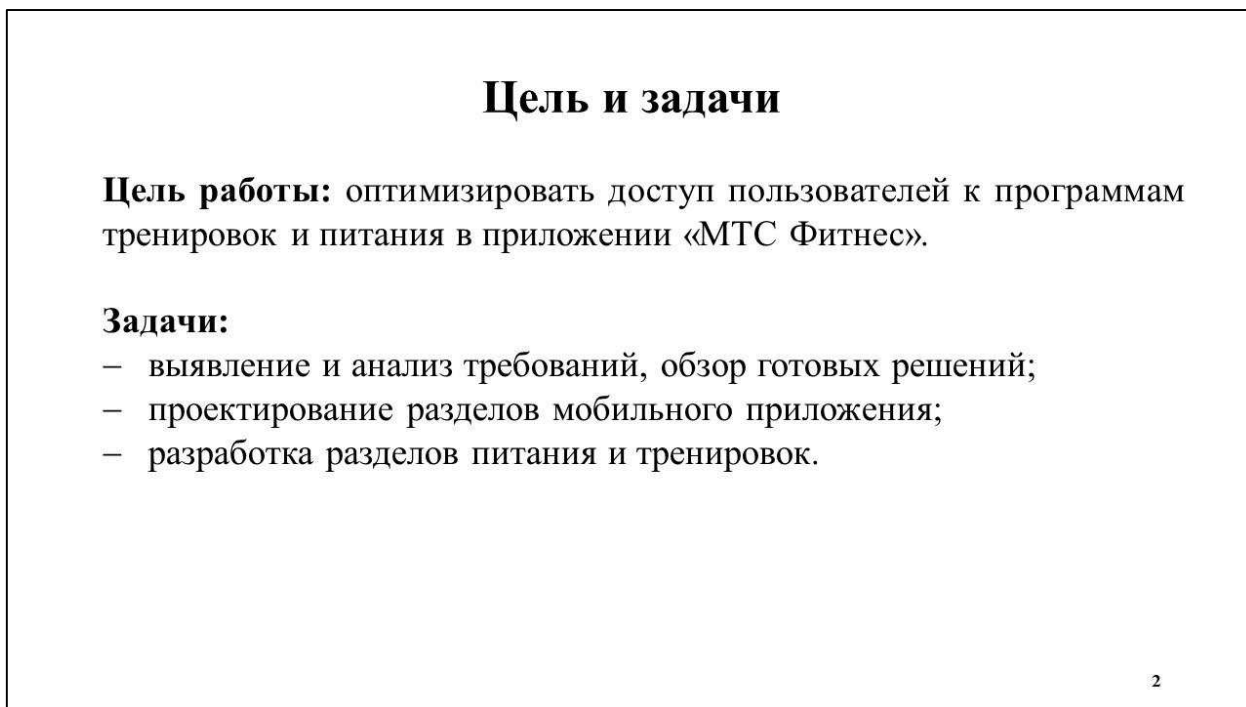 Цель и задачи
Цель работы: оптимизировать доступ пользователей к программам
тренировок и питания в приложении «МТС Фитнес».
Задачи:
– выявление и анализ требований, обзор готовых решений;
– проектирование разделов мобильного приложения;
– разработка разделов питания и тренировок.
2